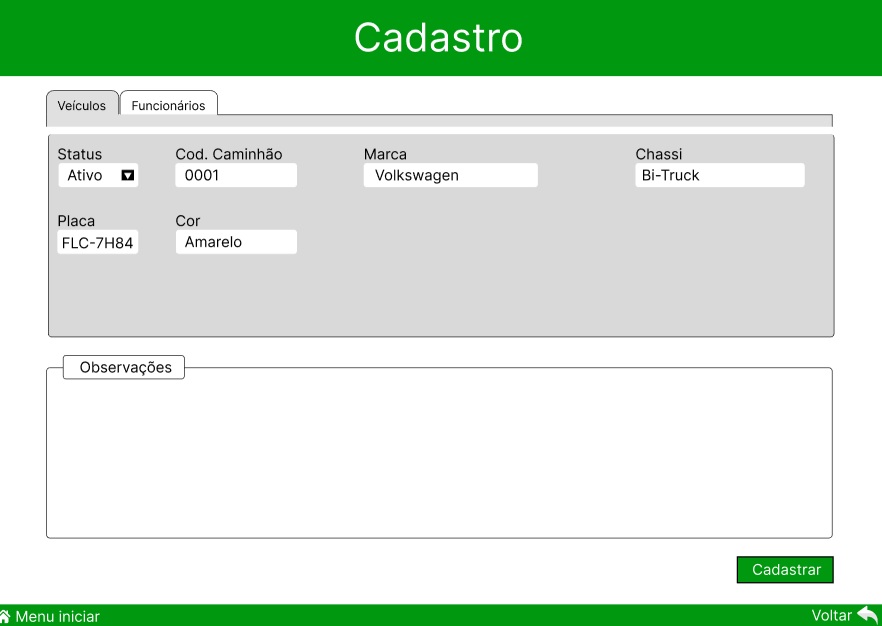 Cadastro
Veículos Funcionários
Status Cod. Caminhão Marca Chassi
Ativo 0001 Volkswagen Bi-Truck
Placa Cor
FLC-7H84 Amarelo
Observações
Cadastrar
Menu iniciar Voltar